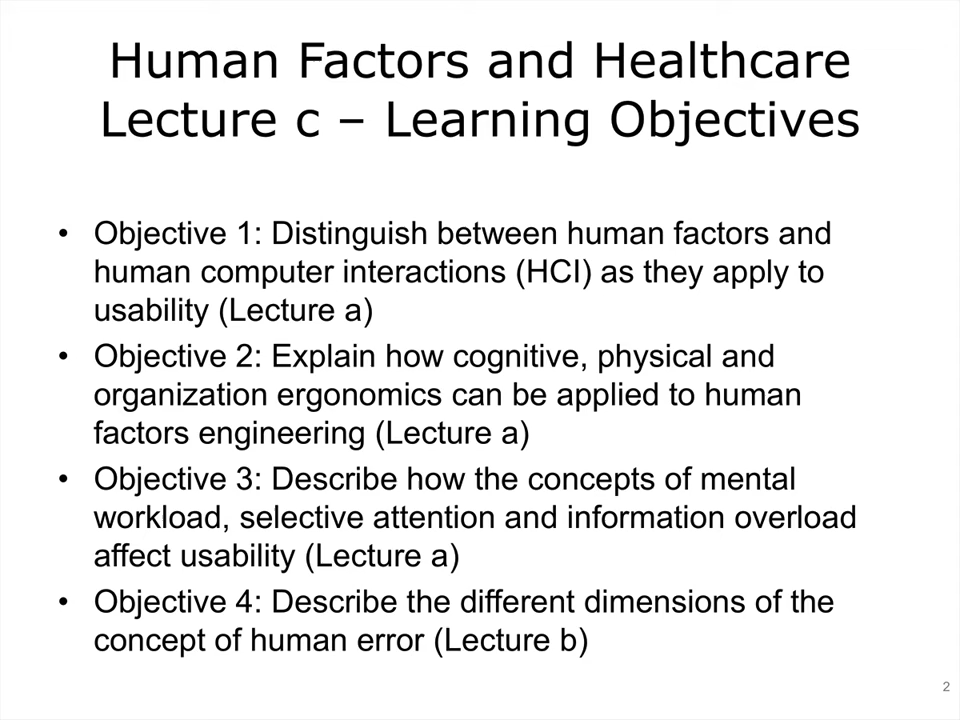 Human Factors and Healthcare
Lecture c – Learning Objectives
• Objective 1: Distinguish between human factors and
human computer interactions (HCI) as they apply to
usability (Lecture a)
• Objective 2: Explain how cognitive, physical and
organization ergonomics can be applied to human
factors engineering (Lecture a)
• Objective 3: Describe how the concepts of mental
workload, selective attention and information overload
affect usability (Lecture a)
• Objective 4: Describe the different dimensions of the
concept of human error (Lecture b)
2